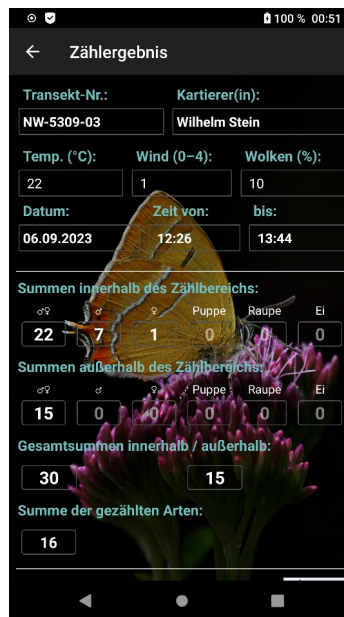 100 % 00:51
Zählergebnis
Transekt-Nr.: Kartierer(in):
NW-5309-03 Wilhelm Stein
Temp. (°C): Wind (0–4): Wolken (%):
22 1 10
Datum: Zeit von: bis:
06.09.2023 12:26 13:44
Summen innerhalb des Zählbereichs:
♂♀ ♂ ♀ Puppe Raupe Ei
22 7 1 0 0 0
Summen außerhalb des Zählbereichs:
♂♀ ♂ ♀ Puppe Raupe Ei
15 0 0 0 0 0
Gesamtsummen innerhalb / außerhalb:
30 15
Summe der gezählten Arten:
16